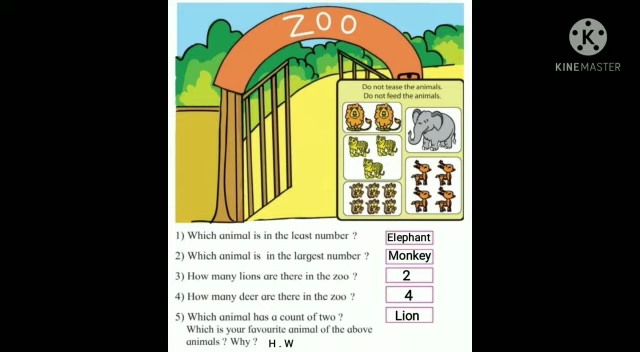 ZOO
K
KINEMASTER
Do not tease the animals.
Do not feed the animals.
1) Which animal is in the least number ? Elephant
2) Which animal is in the largest number ? Monkey
3) How many lions are there in the zoo ? 2
4) How many deer are there in the zoo ? 4
5) Which animal has a count of two ? Lion
Which is your favourite animal of the above
animals ? Why ? H . W